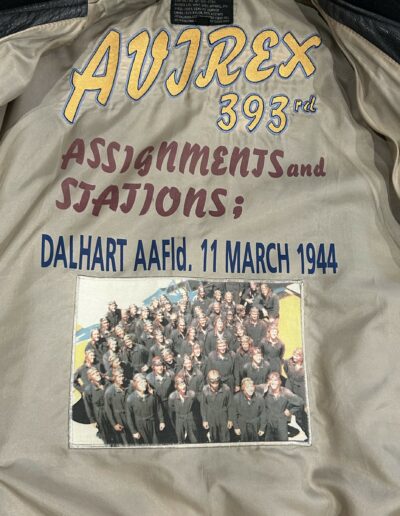 AVIREX
393rd
ASSIGNMENTS and
STATIONS;
DALHART AAFld. 11 MARCH 1944